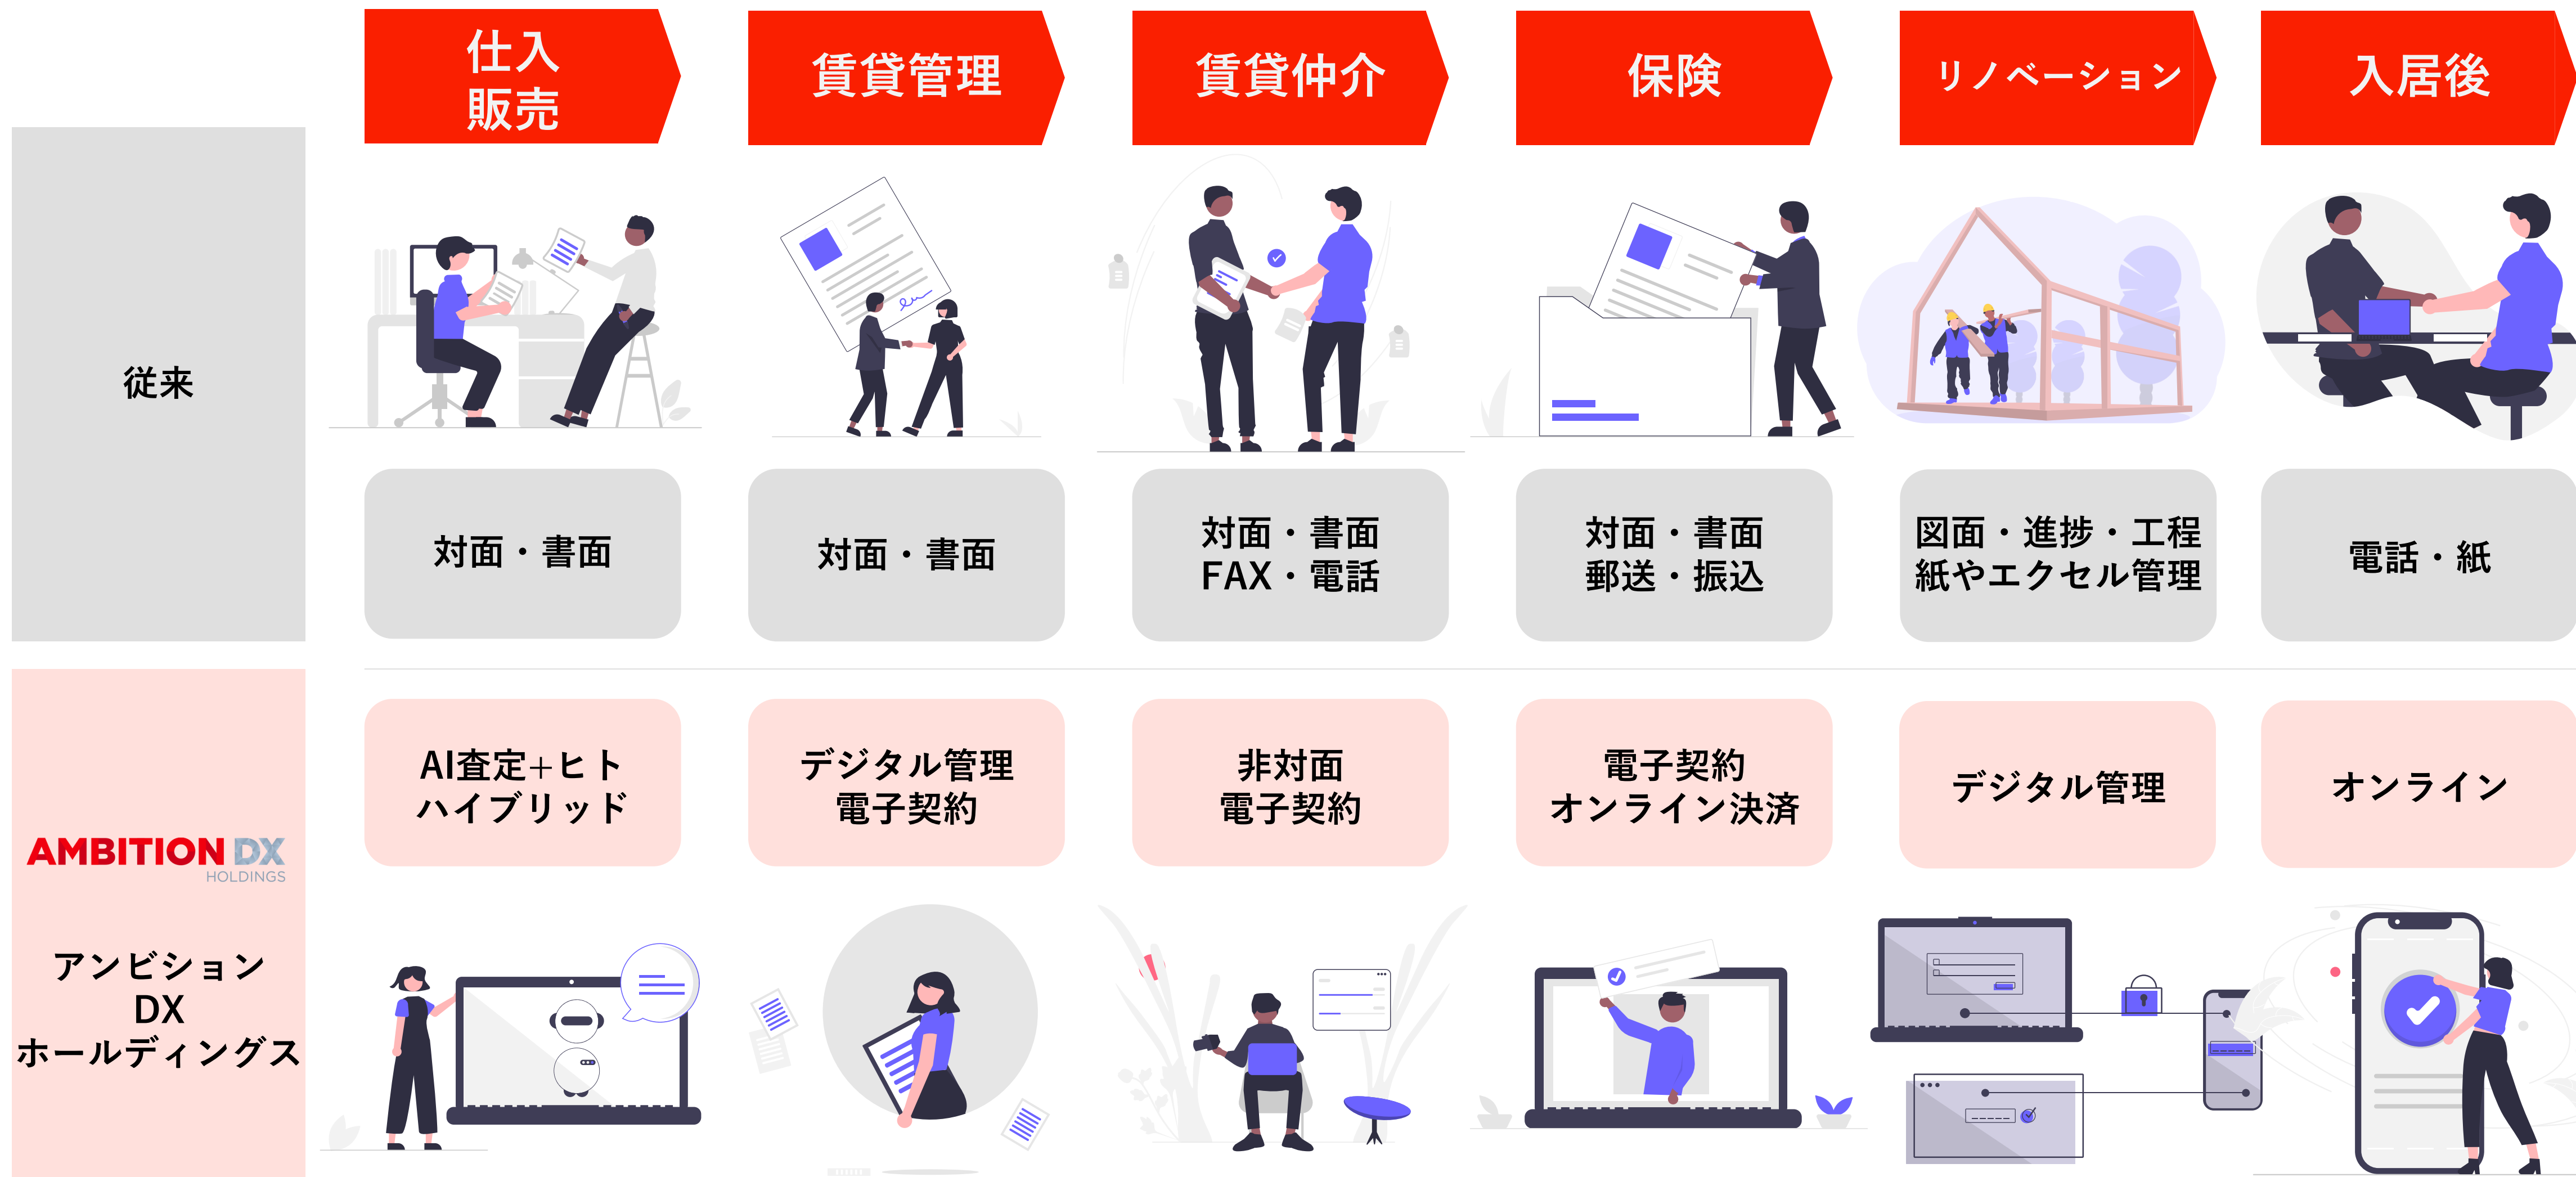 仕入
販売
賃貸管理
賃貸仲介
保険
リノベーション
入居後
従来
対面・書面
対面・書面
対面・書面
FAX・電話
対面・書面
郵送・振込
図面・進捗・工程
紙やエクセル管理
電話・紙
AMBITION DX
HOLDINGS
アンビション
DX
ホールディングス
AI査定+ヒト
ハイブリッド
デジタル管理
電子契約
非対面
電子契約
電子契約
オンライン決済
デジタル管理
オンライン